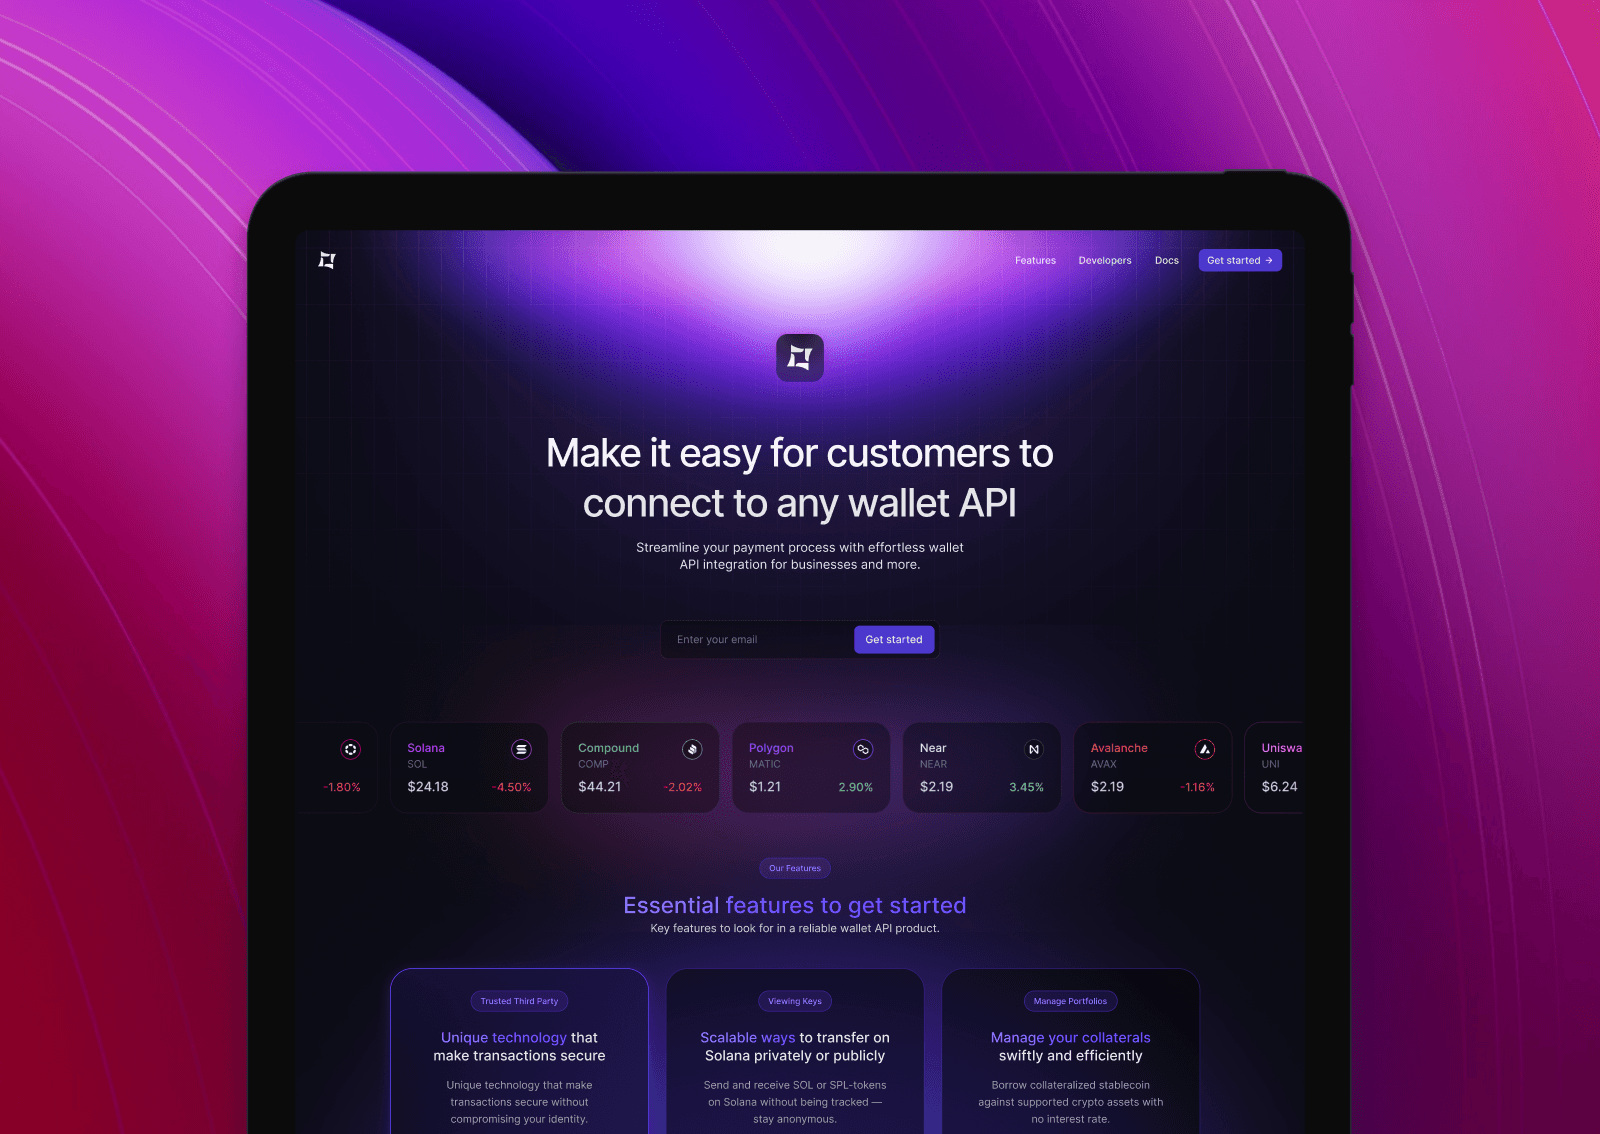 Features Developers Docs Get started →
Make it easy for customers to
connect to any wallet API
Streamline your payment process with effortless wallet
API integration for businesses and more.
Enter your email Get started
-1.80%
Solana
SOL
$24.18 -4.50%
Compound
COMP
$44.21 -2.02%
Polygon
MATIC
$1.21 2.90%
Near
NEAR
$2.19 3.45%
Avalanche
AVAX
$2.19 -1.16%
Uniswa
UNI
$6.24
Our Features
Essential features to get started
Key features to look for in a reliable wallet API product.
Trusted Third Party
Unique technology that
make transactions secure
Unique technology that make
transactions secure without
compromising your identity.
Viewing Keys
Scalable ways to transfer on
Solana privately or publicly
Send and receive SOL or SPL-tokens
on Solana without being tracked —
stay anonymous.
Manage Portfolios
Manage your collaterals
swiftly and efficiently
Borrow collateralized stablecoin
against supported crypto assets with
no interest rate.